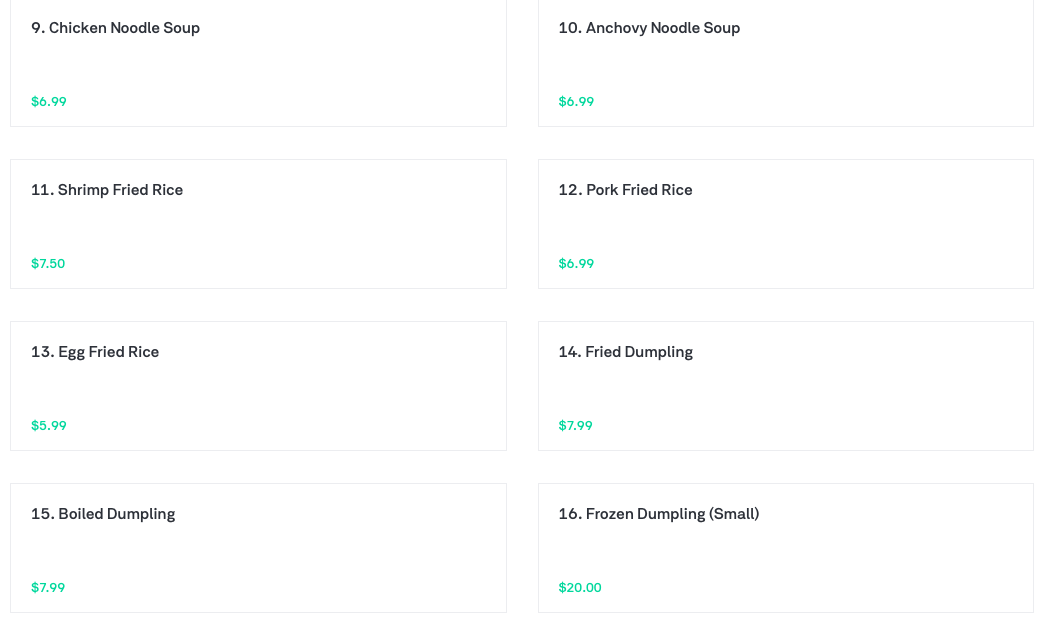 9. Chicken Noodle Soup
$6.99
10. Anchovy Noodle Soup
$6.99
11. Shrimp Fried Rice
$7.50
12. Pork Fried Rice
$6.99
13. Egg Fried Rice
$5.99
14. Fried Dumpling
$7.99
15. Boiled Dumpling
$7.99
16. Frozen Dumpling (Small)
$20.00